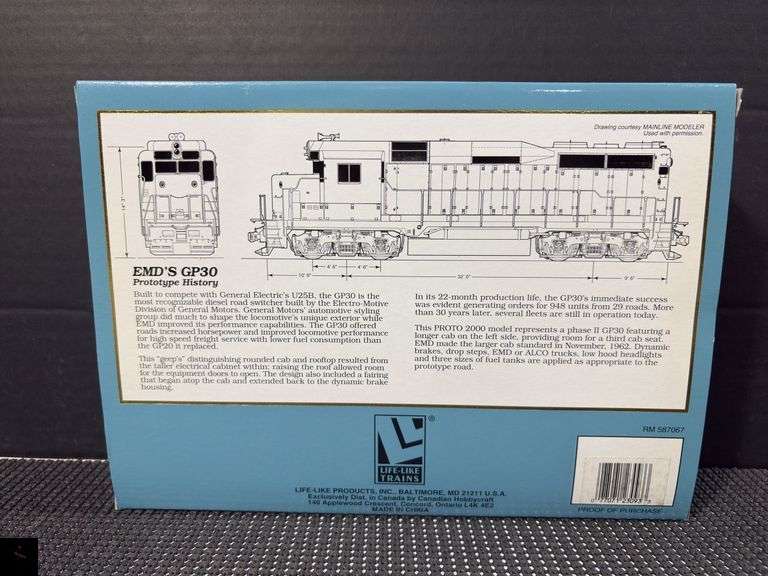 Drawing courtesy MAINLINE MODELER
Used with permission.
14' 3"
EMD'S GP30
Prototype History
Built to compete with General Electric's U25B, the GP30 is the
most recognizable diesel road switcher built by the Electro-Motive
Division of General Motors. General Motors' automotive styling
group did much to shape the locomotive's unique exterior while
EMD improved its performance capabilities. The GP30 offered
roads increased horsepower and improved locomotive performance
for high speed freight service with lower fuel consumption than
the GP20 it replaced.
This "geep's" distinguishing rounded cab and rooftop resulted from
the taller electrical cabinet within; raising the roof allowed room
for the equipment doors to open. The design also included a fairing
that began atop the cab and extended back to the dynamic brake
housing.
In its 22-month production life, the GP30's immediate success
was evident generating orders for 948 units from 29 roads. More
than 30 years later, several fleets are still in operation today.
This PROTO 2000 model represents a phase II GP30 featuring a
longer cab on the left side, providing room for a third cab seat.
EMD made the larger cab standard in November, 1962. Dynamic
brakes, drop steps, EMD or ALCO trucks, low hood headlights
and three sizes of fuel tanks are applied as appropriate to the
prototype road.
LIFE-LIKE
TRAINS
®
LIFE-LIKE PRODUCTS, INC., BALTIMORE, MD 21211 U.S.A.
Exclusively Dist. in Canada by Canadian Hobbycraft
140 Applewood Crescent, Concord, Ontario L4K 4E2
MADE IN CHINA
RM 587067
PROOF OF PURCHASE